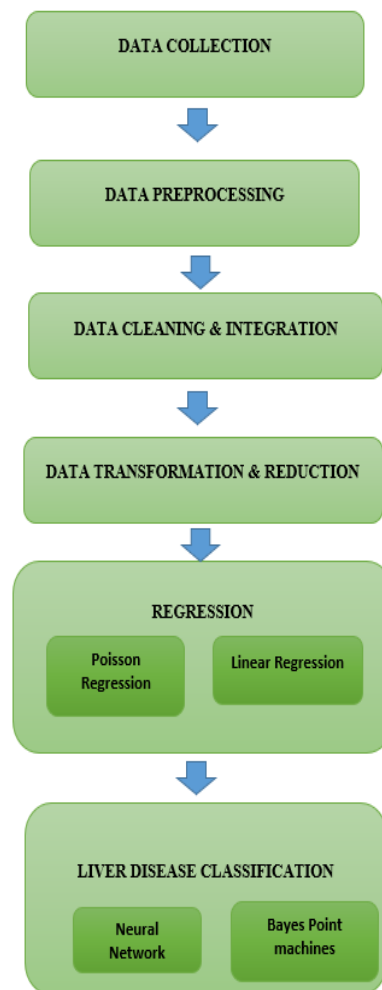 DATA COLLECTION
DATA PREPROCESSING
DATA CLEANING & INTEGRATION
DATA TRANSFORMATION & REDUCTION
REGRESSION
Poisson
Regression
Linear Regression
LIVER DISEASE CLASSIFICATION
Neural
Network
Bayes Point
machines